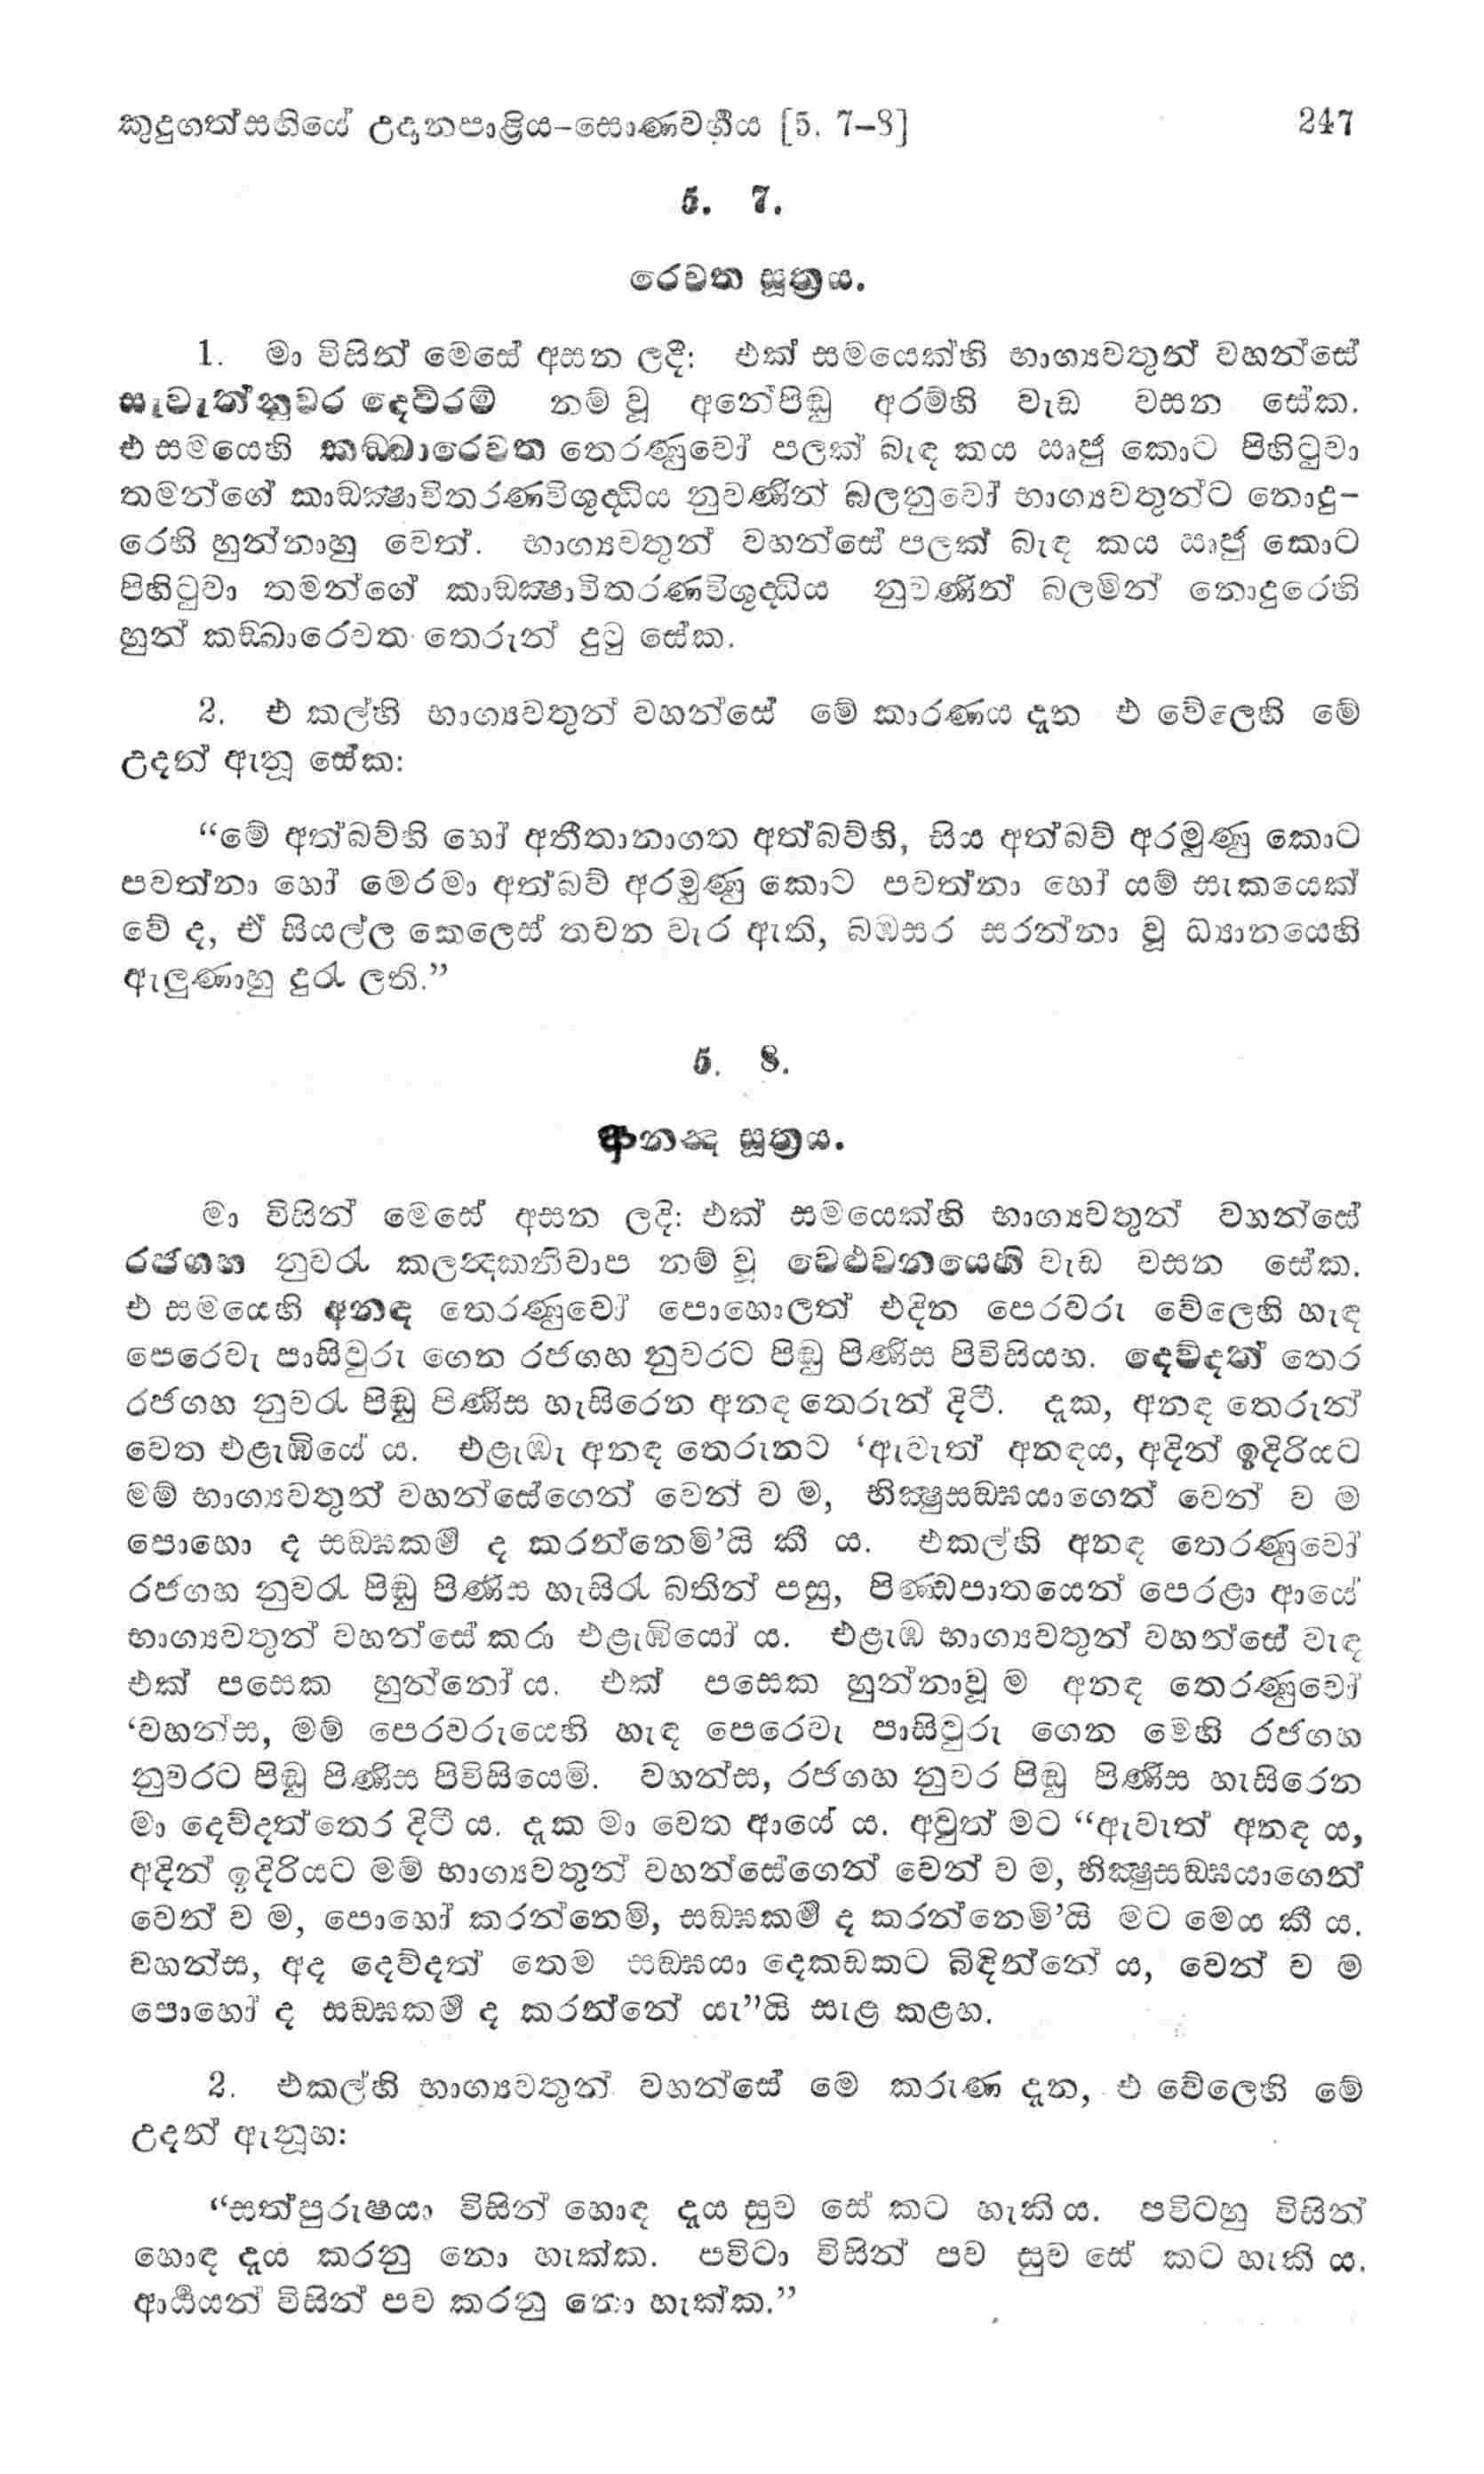 කුදුගත්සඟියේ උදානපාළිය-සොණවර්‍ගය [5. 7-8] 247
5. 7.
රෙවත සූත්‍රය.
1. මා විසින් මෙසේ අසන ලදී: එක් සමයෙක්හි භාග්‍යවතුන් වහන්සේ
සැවැත්නුවර දෙව්රම් නම් වූ අනේපිඬු අරම්හි වැඩ වසන සේක.
එ සමයෙහි කඞ්ඛාරෙවත තෙරණුවෝ පලක් බැඳ කය ඍජු කොට පිහිටුවා
තමන්ගේ කාඞ්ක්‍ෂාවිතරණවිශුද්ධිය නුවණින් බලනුවෝ භාග්‍යවතුන්ට නොදු-
රෙහි හුන්නාහු වෙත්. භාග්‍යවතුන් වහන්සේ පලක් බැඳ කය ඍජු කොට
පිහිටුවා තමන්ගේ කාඞ්ක්‍ෂාවිතරණවිශුද්ධිය නුවණින් බලමින් නොදුරෙහි
හුන් කඞ්ඛාරෙවත තෙරුන් දුටු සේක.
2. එ කල්හි භාග්‍යවතුන් වහන්සේ මේ කාරණය දැන එ වේලෙහි මේ
උදන් ඇනූ සේක:
“මේ අත්බව්හි හෝ අතීතානාගත අත්බව්හි, සිය අත්බව් අරමුණු කොට
පවත්නා හෝ මෙරමා අත්බව් අරමුණු කොට පවත්නා හෝ යම් සැකයෙක්
වේ ද, ඒ සියල්ල කෙලෙස් තවන වැර ඇති, බඹසර සරන්නා වූ ධ්‍යානයෙහි
ඇලුණාහු දුරැ ලති.”
5. 8.
ආනන්‍ද සූත්‍රය.
මා විසින් මෙසේ අසන ලදි: එක් සමයෙක්හි භාග්‍යවතුන් වහන්සේ
රජගහ නුවරැ කලන්‍දකනිවාප නම් වූ වෙළුවනයෙහි වැඩ වසන සේක.
එ සමයෙහි අනඳ තෙරණුවෝ පොහොලත් එදින පෙරවරු වේලෙහි හැඳ
පෙරෙවැ පාසිවුරු ගෙන රජගහ නුවරට පිඬු පිණිස පිවිසියහ. දෙව්දත් තෙර
රජගහ නුවරැ පිඬු පිණිස හැසිරෙන අනඳ තෙරුන් දිටී. දැක, අනඳ තෙරුන්
වෙත එළැඹියේ ය. එළැඹැ අනඳ තෙරුනට ‘ඇවැත් අනඳය, අදින් ඉදිරියට
මම් භාග්‍යවතුන් වහන්සේගෙන් වෙන් ව ම, භික්‍ෂුසඞ්ඝයාගෙන් වෙන් ව ම
පොහො ද සඞ්ඝකර්‍ම ද කරන්නෙමි’යි කී ය. එකල්හි අනඳ තෙරණුවෝ
රජගහ නුවරැ පිඬු පිණිස හැසිරැ බතින් පසු, පිණ්ඩපාතයෙන් පෙරළා ආයේ
භාග්‍යවතුන් වහන්සේ කරා එළැඹියෝ ය. එළැඹ භාග්‍යවතුන් වහන්සේ වැඳ
එක් පසෙක හුන්නෝ ය. එක් පසෙක හුන්නාවූ ම අනඳ තෙරණුවෝ
‘වහන්ස, මම් පෙරවරුයෙහි හැඳ පෙරෙවැ පාසිවුරු ගෙන මෙහි රජගහ
නුවරට පිඬු පිණිස පිවිසියෙමි. වහන්ස, රජගහ නුවර පිඬු පිණිස හැසිරෙන
මා දෙව්දත්තෙර දිටී ය. දැක මා වෙත ආයේ ය. අවුත් මට “ඇවැත් අනඳ ය,
අදින් ඉදිරියට මම් භාග්‍යවතුන් වහන්සේගෙන් වෙන් ව ම, භික්‍ෂුසඞ්ඝයාගෙන්
වෙන් ව ම, පොහෝ කරන්නෙමි, සඞ්ඝකර්‍ම ද කරන්නෙමි’යි මට මෙය කී ය.
වහන්ස, අද දෙව්දත් තෙම සඞ්ඝයා දෙකඩකට බිඳින්නේ ය, වෙන් ව ම
පොහෝ ද සඞ්ඝකර්‍ම ද කරන්නේ යැ”යි සැළ කළහ.
2. එකල්හි භාග්‍යවතුන් වහන්සේ මෙ කරුණ දැන, එ වේලෙහි මේ
උදන් ඇනූහ:
“සත්පුරුෂයා විසින් හොඳ දැය සුව සේ කට හැකි ය. පවිටහු විසින්
හොඳ දැය කරනු නො හැක්ක. පවිටා විසින් පව සුව සේ කට හැකි ය.
ආර්‍ය්‍යයන් විසින් පව කරනු නො හැක්ක.”